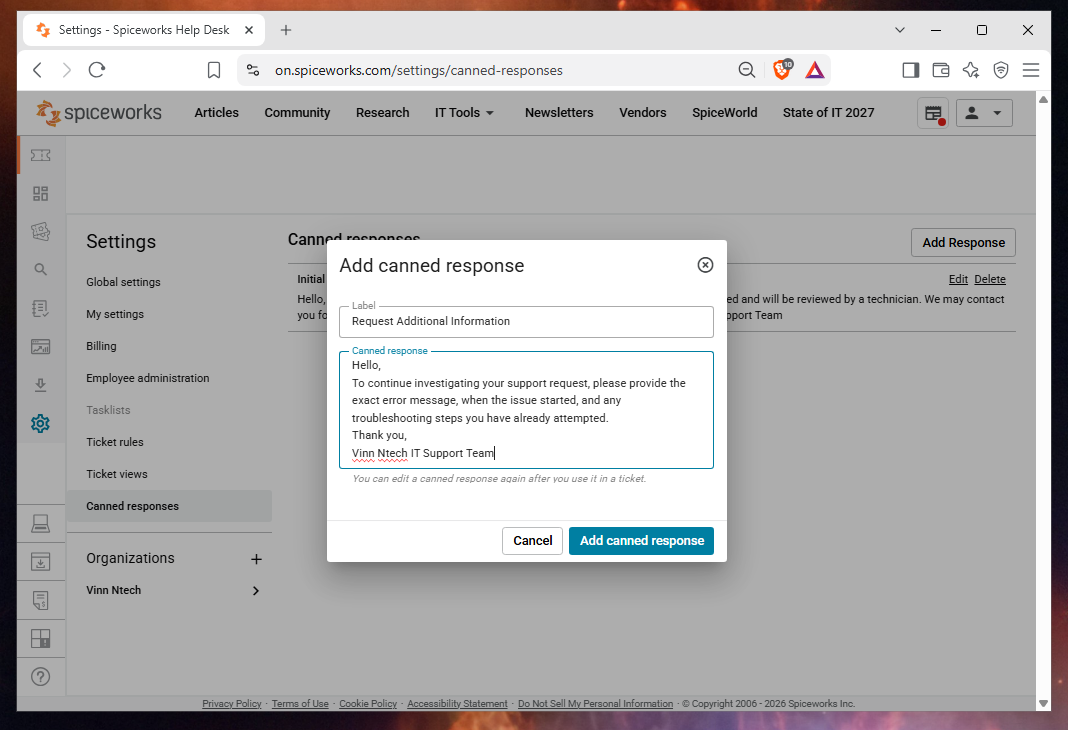 Settings - Spiceworks Help Desk
on.spiceworks.com/settings/canned-responses
10
spiceworks
Articles
Community
Research
IT Tools
Newsletters
Vendors
SpiceWorld
State of IT 2027
Settings
Global settings
My settings
Billing
Employee administration
Tasklists
Ticket rules
Ticket views
Canned responses
Organizations
Vinn Ntech
Canned responses
Add Response
Initial
Edit Delete
Hello,
ed and will be reviewed by a technician. We may contact
you fo
pport Team
Add canned response
Label
Request Additional Information
Canned response
Hello,
To continue investigating your support request, please provide the
exact error message, when the issue started, and any
troubleshooting steps you have already attempted.
Thank you,
Vinn Ntech IT Support Team
You can edit a canned response again after you use it in a ticket.
Cancel
Add canned response
Privacy Policy · Terms of Use · Cookie Policy · Accessibility Statement · Do Not Sell My Personal Information · © Copyright 2006 - 2026 Spiceworks Inc.